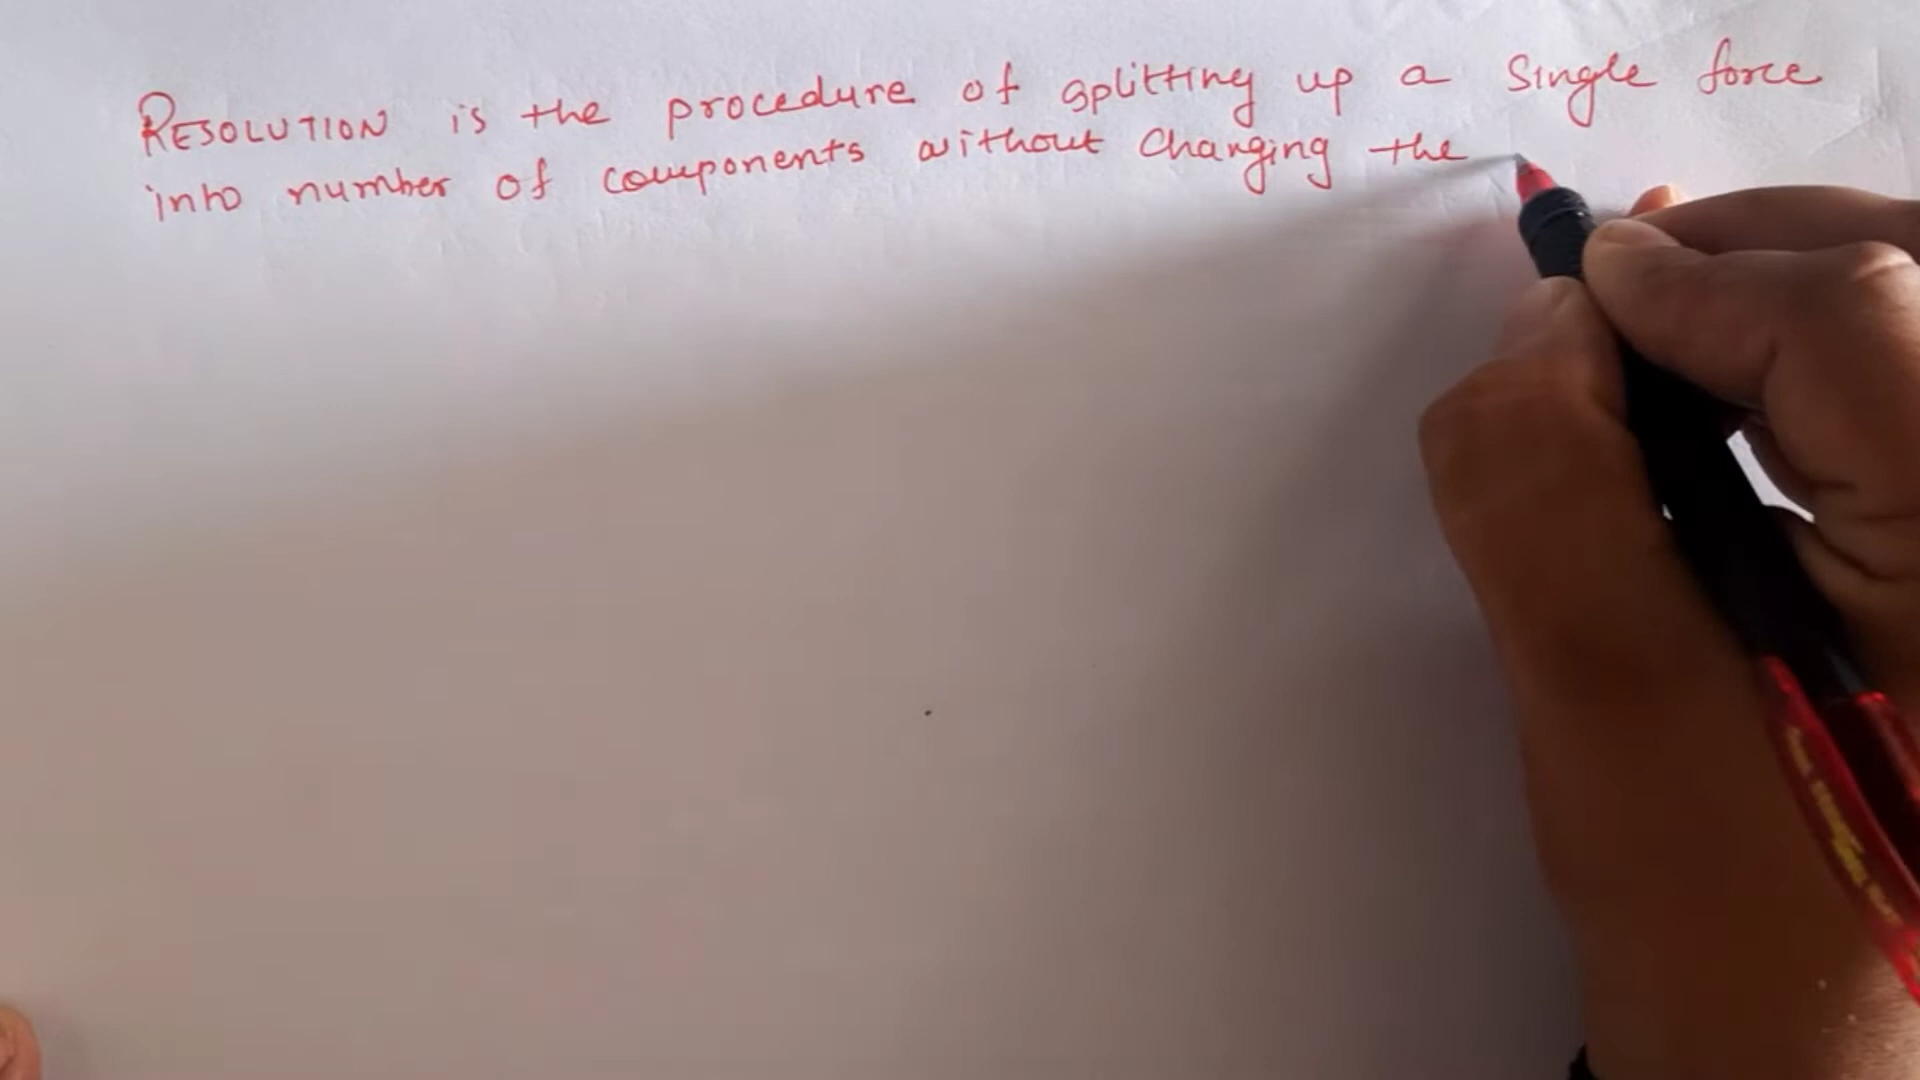 RESOLUTION is the procedure of splitting up a Single force
into number of components without Changing the